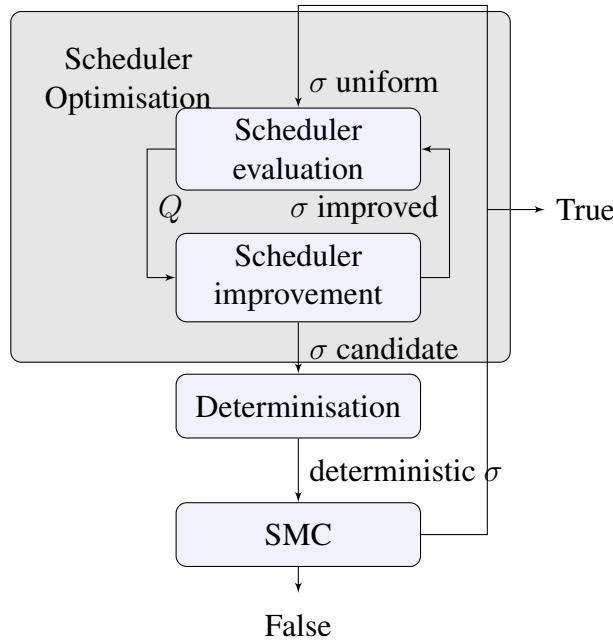 Scheduler
Optimisation
σ uniform
Scheduler
evaluation
Q
σ improved
True
Scheduler
improvement
σ candidate
Determinisation
deterministic σ
SMC
False